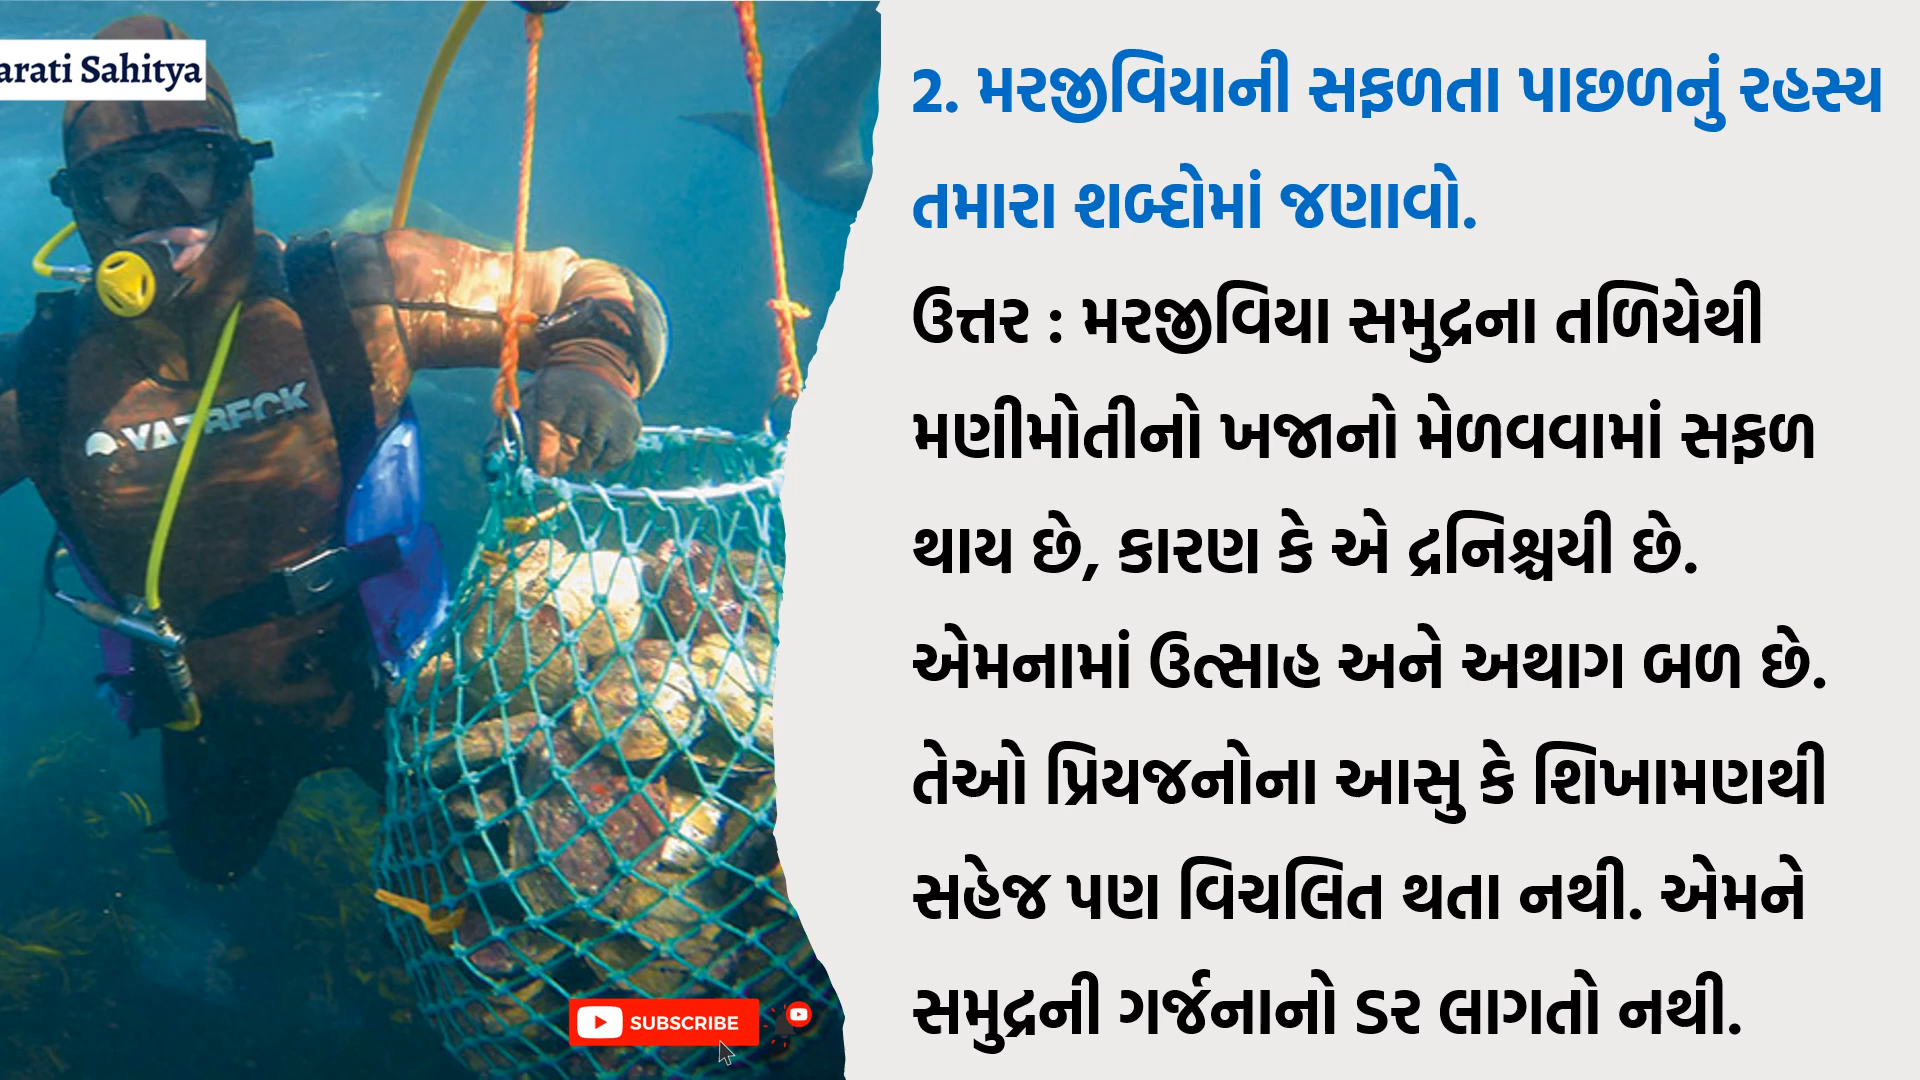 arati Sahitya
2. મરજીવિયાની સફળતા પાછળનું રહસ્ય
તમારા શબ્દોમાં જણાવો.
ઉત્તર : મરજીવિયા સમુદ્રના તળિયેથી
મણીમોતીનો ખજાનો મેળવવામાં સફળ
થાય છે, કારણ કે એ દ્રનિશ્ચયી છે.
એમનામાં ઉત્સાહ અને અથાગ બળ છે.
તેઓ પ્રિયજનોના આસુ કે શિખામણથી
સહેજ પણ વિચલિત થતા નથી. એમને
સમુદ્રની ગર્જનાનો ડર લાગતો નથી.
SUBSCRIBE